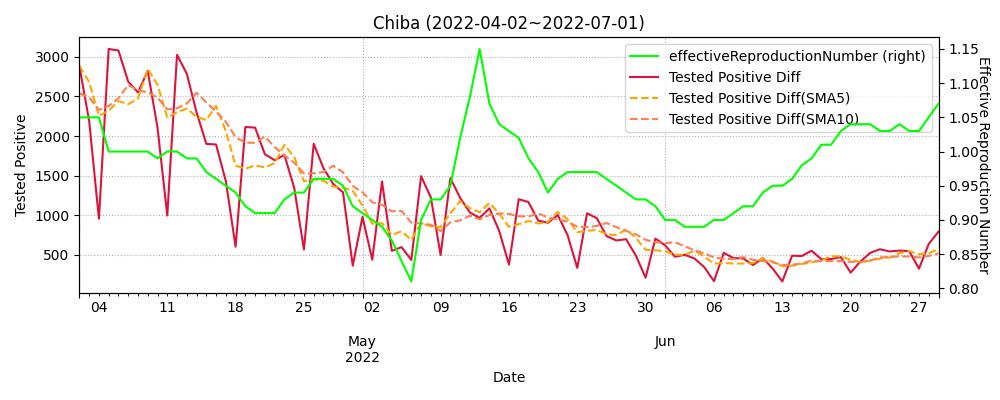 Chiba (2022-04-02~2022-07-01)
effectiveReproductionNumber (right)
Tested Positive Diff
Tested Positive Diff(SMA5)
Tested Positive Diff(SMA10)
Tested Positive
3000
2500
2000
1500
1000
500
1.15
1.10
1.05
1.00
0.95
0.90
0.85
0.80
Effective Reproduction Number
04 11 18 25 02 09 16 23 30 06 13 20 27
May Jun
2022
Date